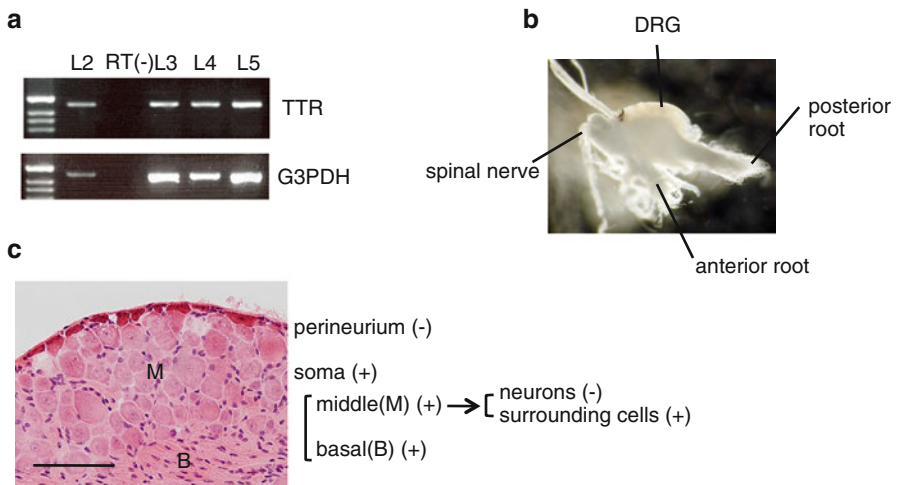 a
L2 RT(-) L3 L4 L5
TTR
G3PDH
b
DRG
posterior
root
spinal nerve
anterior root
c
M
B
perineurium (-)
soma (+)
middle(M) (+)
neurons (-)
surrounding cells (+)
basal(B) (+)